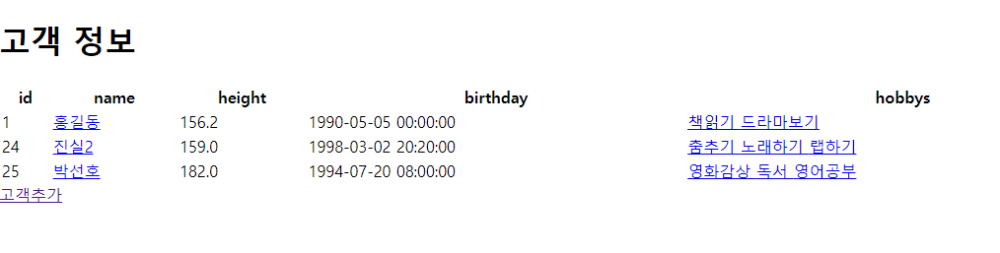 고객 정보
id name height birthday hobbys
1 홍길동 156.2 1990-05-05 00:00:00 책읽기 드라마보기
24 진실2 159.0 1998-03-02 20:20:00 춤추기 노래하기 랩하기
25 박선호 182.0 1994-07-20 08:00:00 영화감상 독서 영어공부
고객추가